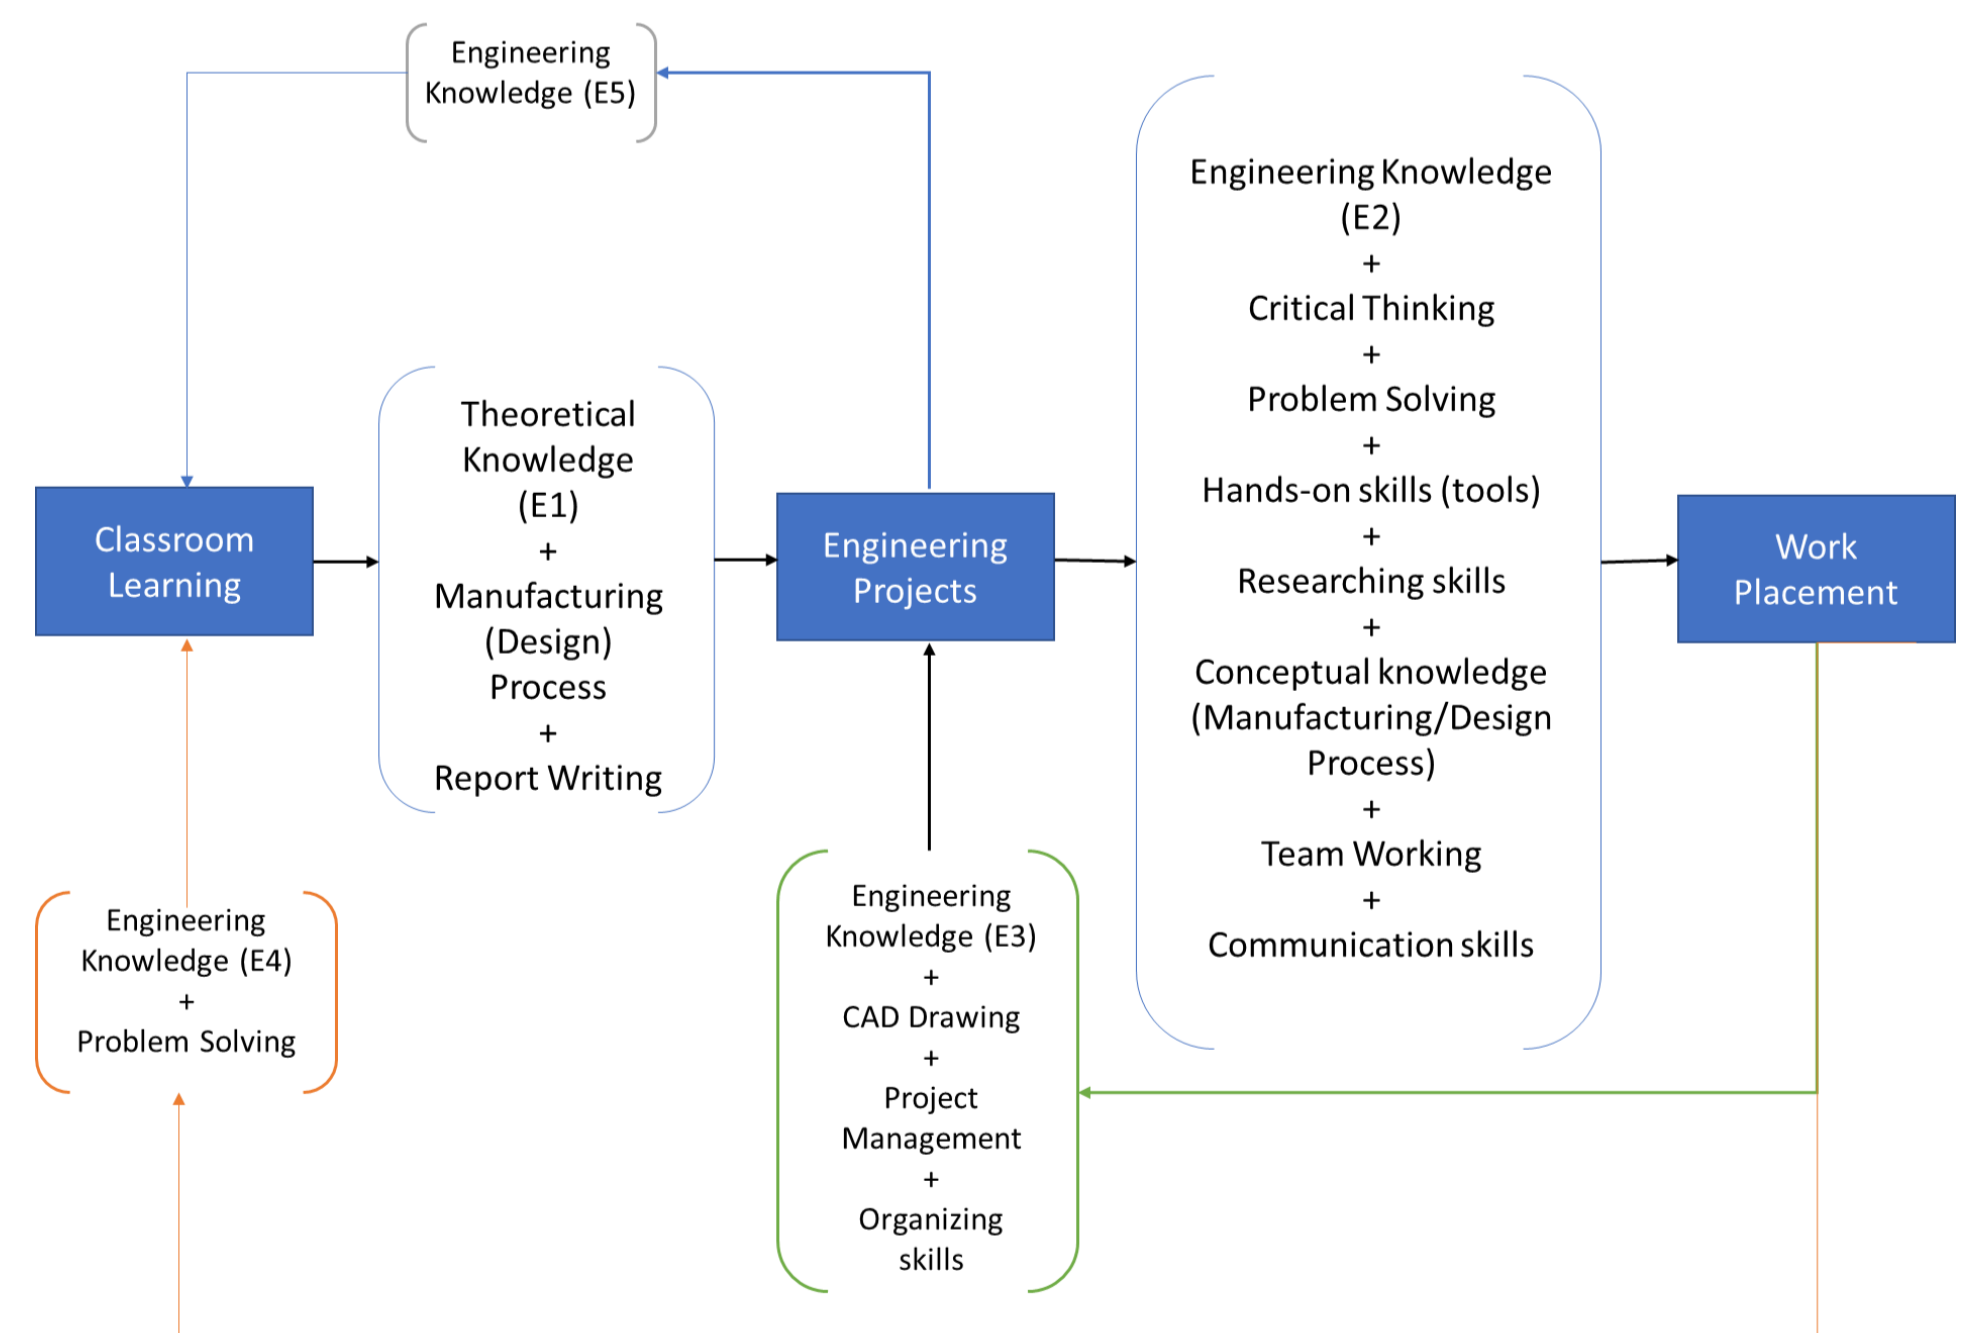 Engineering
Knowledge (E5)
Classroom
Learning
Theoretical
Knowledge
(E1)
+
Manufacturing
(Design)
Process
+
Report Writing
Engineering
Projects
Engineering Knowledge
(E2)
+
Critical Thinking
+
Problem Solving
+
Hands-on skills (tools)
+
Researching skills
+
Conceptual knowledge
(Manufacturing/Design
Process)
+
Team Working
+
Communication skills
Work
Placement
Engineering
Knowledge (E4)
+
Problem Solving
Engineering
Knowledge (E3)
+
CAD Drawing
+
Project
Management
+
Organizing
skills